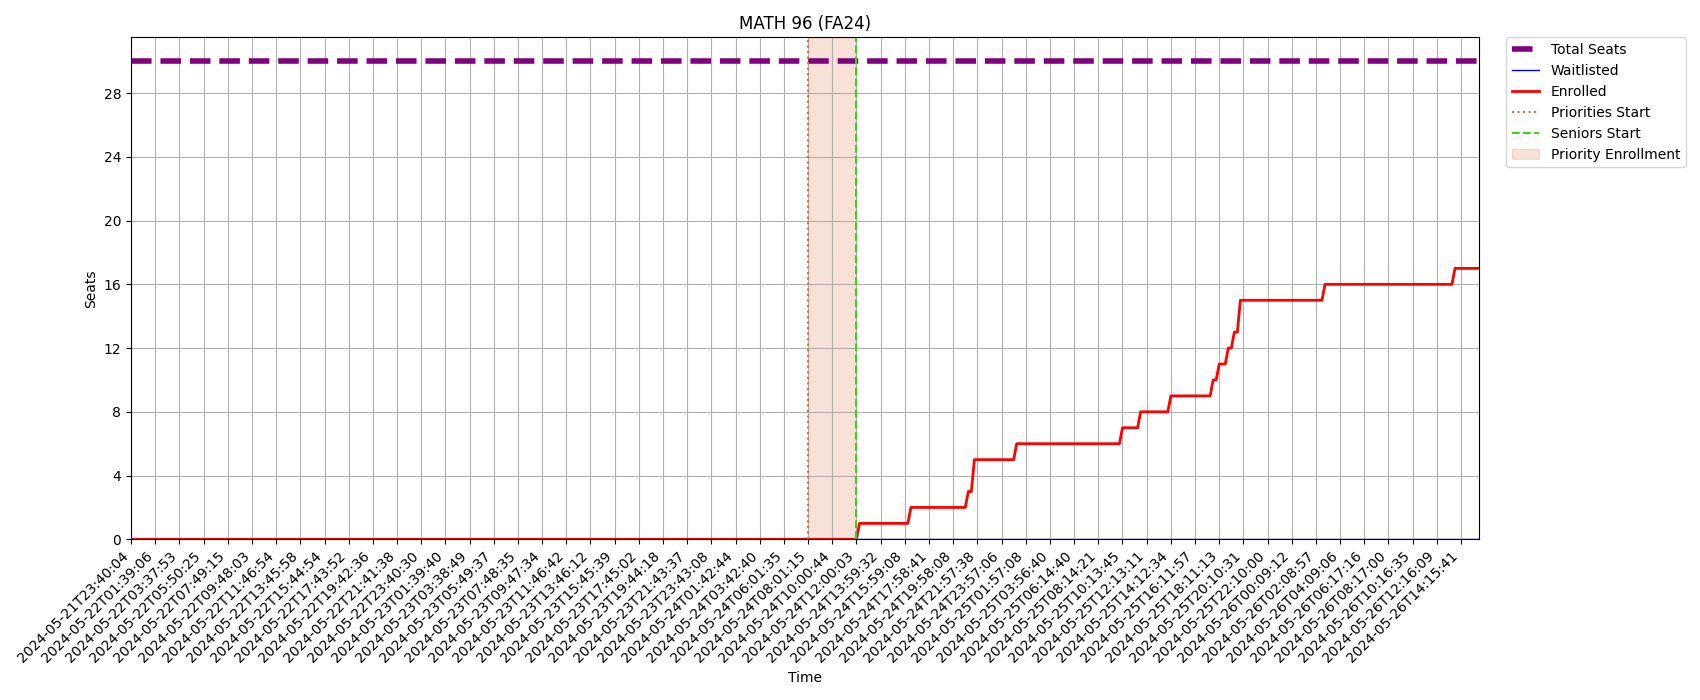 MATH 96 (FA24)
Total Seats
Waitlisted
Enrolled
Priorities Start
Seniors Start
Priority Enrollment
Seats
28
24
20
16
12
8
4
0
2024-05-21T23:40:04
2024-05-22T01:39:06
2024-05-22T03:37:53
2024-05-22T05:50:25
2024-05-22T07:49:15
2024-05-22T09:48:03
2024-05-22T11:46:54
2024-05-22T13:45:58
2024-05-22T15:44:54
2024-05-22T17:43:52
2024-05-22T19:42:36
2024-05-22T21:41:38
2024-05-22T23:40:30
2024-05-23T01:39:40
2024-05-23T03:38:49
2024-05-23T05:49:37
2024-05-23T07:48:35
2024-05-23T09:47:34
2024-05-23T11:46:42
2024-05-23T13:46:12
2024-05-23T15:45:39
2024-05-23T17:45:02
2024-05-23T19:44:18
2024-05-23T21:43:37
2024-05-23T23:43:08
2024-05-24T01:42:44
2024-05-24T03:42:40
2024-05-24T06:01:35
2024-05-24T08:01:15
2024-05-24T10:00:44
2024-05-24T12:00:03
2024-05-24T13:59:32
2024-05-24T15:59:08
2024-05-24T17:58:41
2024-05-24T19:58:08
2024-05-24T21:57:38
2024-05-24T23:57:06
2024-05-25T01:57:08
2024-05-25T03:56:40
2024-05-25T06:14:40
2024-05-25T08:14:21
2024-05-25T10:13:45
2024-05-25T12:13:11
2024-05-25T14:12:34
2024-05-25T16:11:57
2024-05-25T18:11:13
2024-05-25T20:10:31
2024-05-25T22:10:00
2024-05-26T00:09:12
2024-05-26T02:08:57
2024-05-26T04:09:06
2024-05-26T06:17:16
2024-05-26T08:17:00
2024-05-26T10:16:35
2024-05-26T12:16:09
2024-05-26T14:15:41
Time